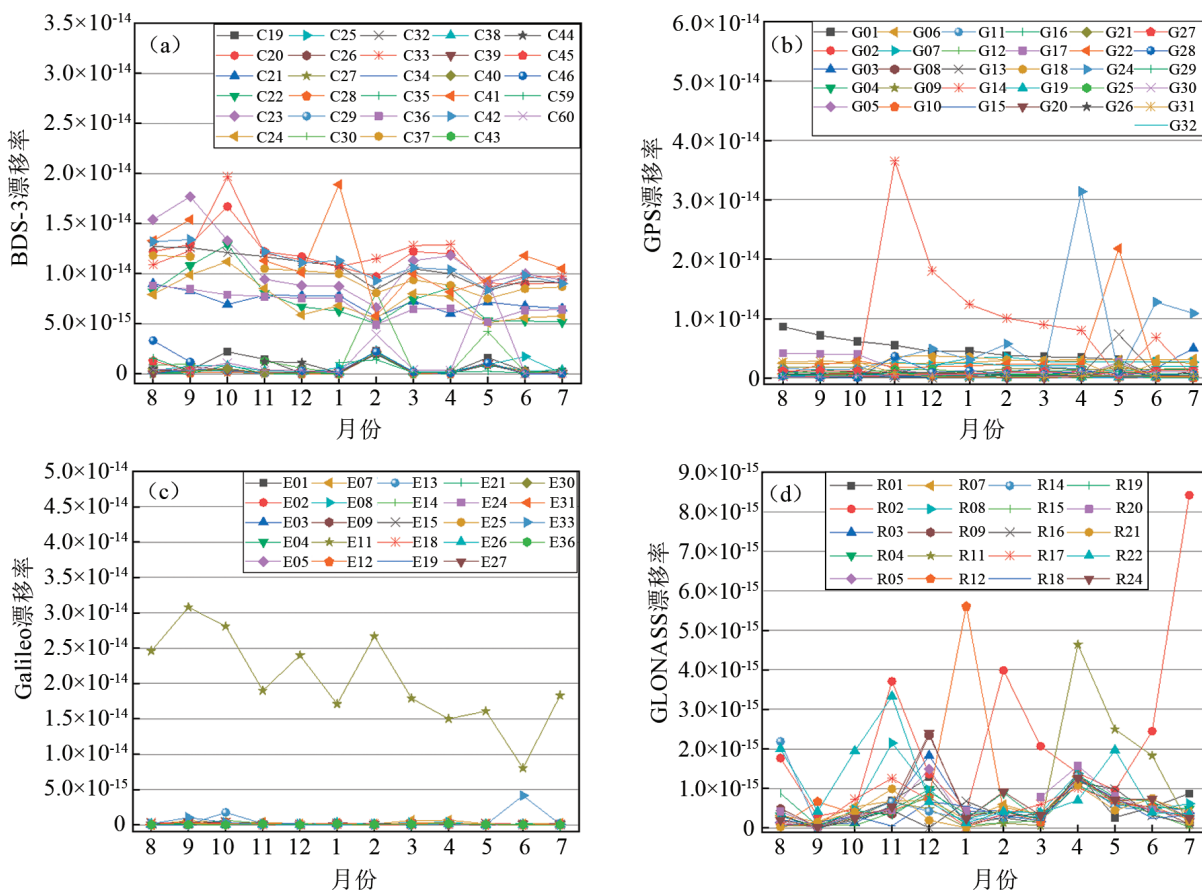 3.5×10⁻¹⁴
3.0×10⁻¹⁴
2.5×10⁻¹⁴
2.0×10⁻¹⁴
1.5×10⁻¹⁴
1.0×10⁻¹⁴
5.0×10⁻¹⁵
0
BDS-3漂移率
(a)
C19 C25 C32 C38 C44
C20 C26 C33 C39 C45
C21 C27 C34 C40 C46
C22 C28 C35 C41 C59
C23 C29 C36 C42 C60
C24 C30 C37 C43
8 9 10 11 12 1 2 3 4 5 6 7
月份
6.0×10⁻¹⁴
5.0×10⁻¹⁴
4.0×10⁻¹⁴
3.0×10⁻¹⁴
2.0×10⁻¹⁴
1.0×10⁻¹⁴
0
GPS漂移率
(b)
G01 G06 G11 G16 G21 G27
G02 G07 G12 G17 G22 G28
G03 G08 G13 G18 G24 G29
G04 G09 G14 G19 G25 G30
G05 G10 G15 G20 G26 G31
G32
8 9 10 11 12 1 2 3 4 5 6 7
月份
5.0×10⁻¹⁴
4.5×10⁻¹⁴
4.0×10⁻¹⁴
3.5×10⁻¹⁴
3.0×10⁻¹⁴
2.5×10⁻¹⁴
2.0×10⁻¹⁴
1.5×10⁻¹⁴
1.0×10⁻¹⁴
5.0×10⁻¹⁵
0
Galileo漂移率
(c)
E01 E07 E13 E21 E30
E02 E08 E14 E24 E31
E03 E09 E15 E25 E33
E04 E11 E18 E26 E36
E05 E12 E19 E27
8 9 10 11 12 1 2 3 4 5 6 7
月份
9.0×10⁻¹⁵
8.0×10⁻¹⁵
7.0×10⁻¹⁵
6.0×10⁻¹⁵
5.0×10⁻¹⁵
4.0×10⁻¹⁵
3.0×10⁻¹⁵
2.0×10⁻¹⁵
1.0×10⁻¹⁵
0
GLONASS漂移率
(d)
R01 R07 R14 R19
R02 R08 R15 R20
R03 R09 R16 R21
R04 R11 R17 R22
R05 R12 R18 R24
8 9 10 11 12 1 2 3 4 5 6 7
月份